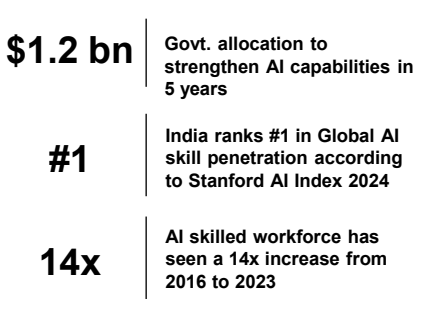 $1.2 bn
Govt. allocation to
strengthen AI capabilities in
5 years
#1
India ranks #1 in Global AI
skill penetration according
to Stanford AI Index 2024
14x
AI skilled workforce has
seen a 14x increase from
2016 to 2023